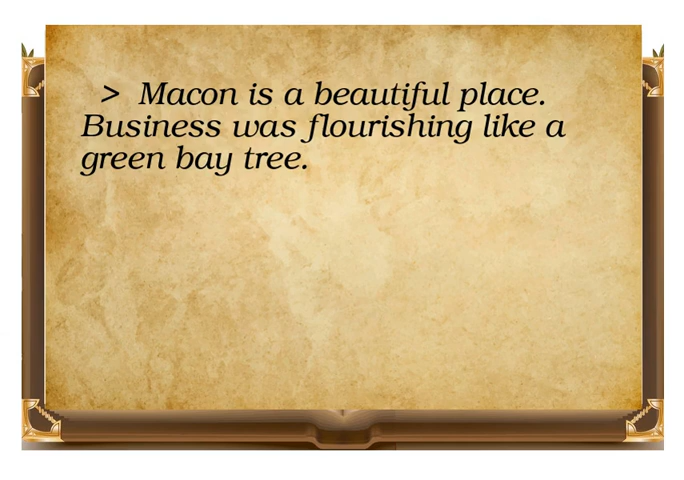 > Macon is a beautiful place.
Business was flourishing like a
green bay tree.